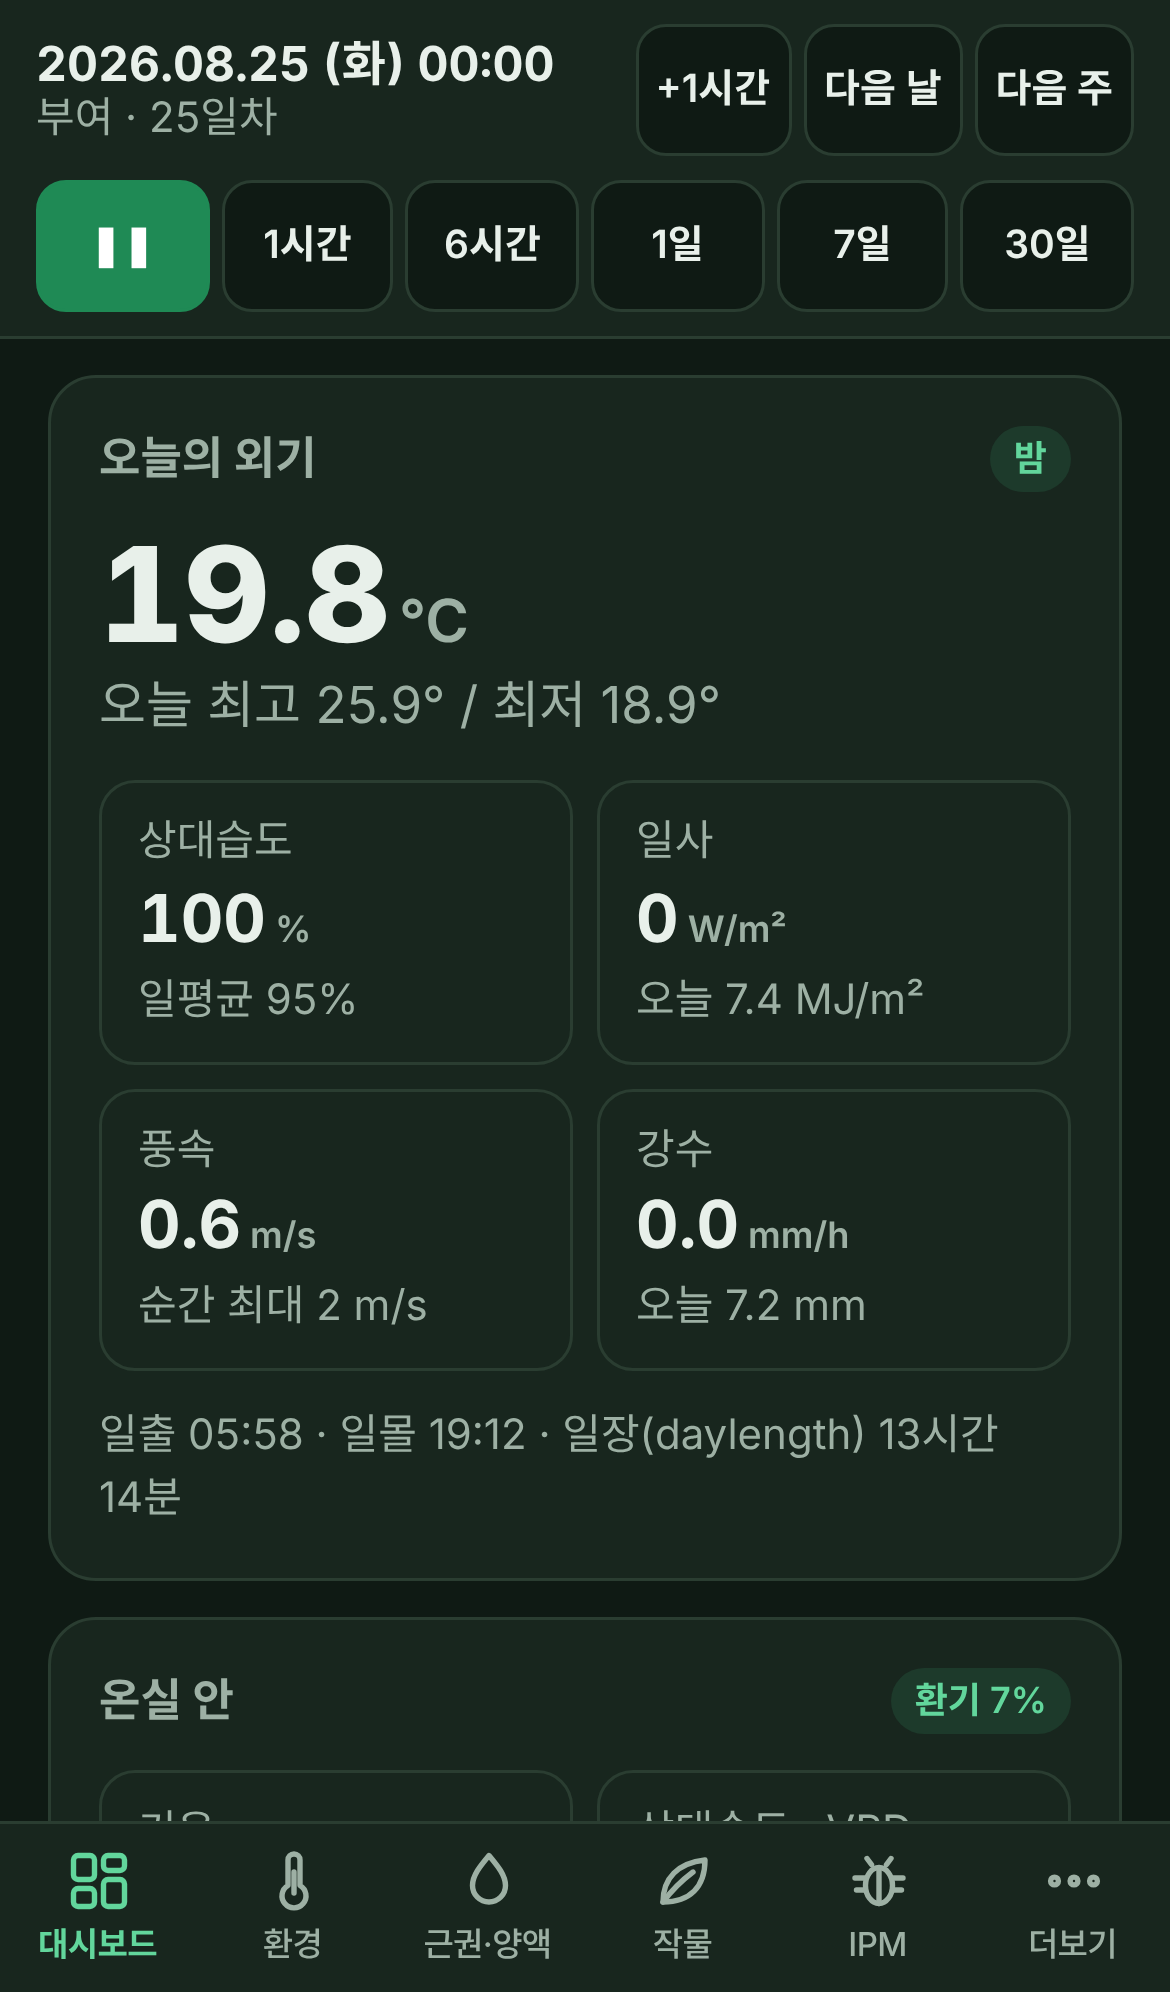 2026.08.25 (화) 00:00
부여 · 25일차
+1시간 다음 날 다음 주
1시간 6시간 1일 7일 30일
오늘의 외기 밤
19.8 °C
오늘 최고 25.9° / 최저 18.9°
상대습도
100 %
일평균 95%
일사
0 W/m²
오늘 7.4 MJ/m²
풍속
0.6 m/s
순간 최대 2 m/s
강수
0.0 mm/h
오늘 7.2 mm
일출 05:58 · 일몰 19:12 · 일장(daylength) 13시간
14분
온실 안 환기 7%
대시보드 환경 근권·양액 작물 IPM 더보기